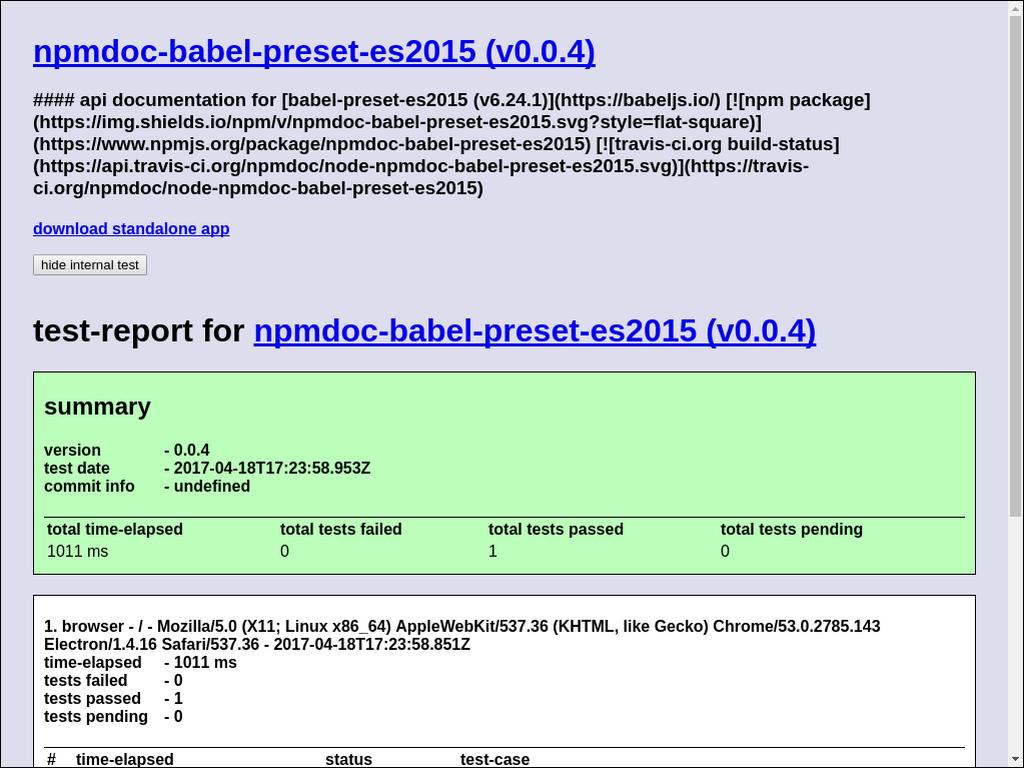 npmdoc-babel-preset-es2015 (v0.0.4)
#### api documentation for [babel-preset-es2015 (v6.24.1)](https://babeljs.io/) [![npm package]
(https://img.shields.io/npm/v/npmdoc-babel-preset-es2015.svg?style=flat-square)]
(https://www.npmjs.org/package/npmdoc-babel-preset-es2015) [![travis-ci.org build-status]
(https://api.travis-ci.org/npmdoc/node-npmdoc-babel-preset-es2015.svg)](https://travis-
ci.org/npmdoc/node-npmdoc-babel-preset-es2015)
download standalone app
hide internal test
test-report for npmdoc-babel-preset-es2015 (v0.0.4)
summary
version - 0.0.4
test date - 2017-04-18T17:23:58.953Z
commit info - undefined
total time-elapsed total tests failed total tests passed total tests pending
1011 ms 0 1 0
1. browser - / - Mozilla/5.0 (X11; Linux x86_64) AppleWebKit/537.36 (KHTML, like Gecko) Chrome/53.0.2785.143
Electron/1.4.16 Safari/537.36 - 2017-04-18T17:23:58.851Z
time-elapsed - 1011 ms
tests failed - 0
tests passed - 1
tests pending - 0
# time-elapsed status test-case